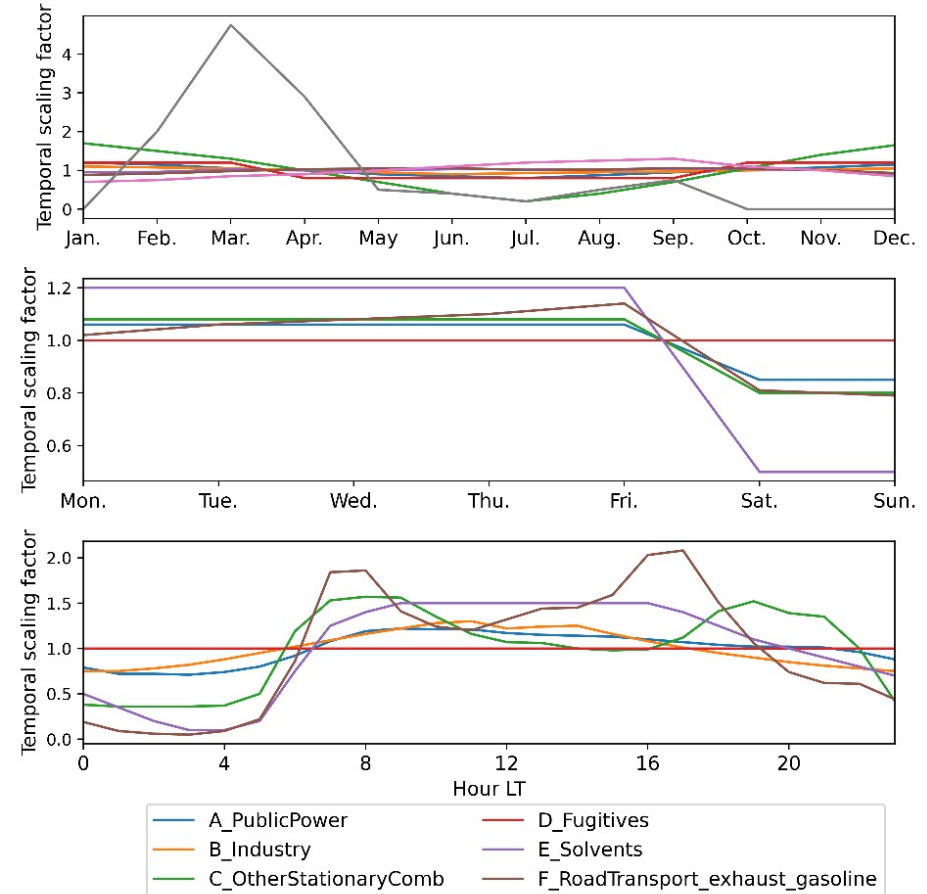 Temporal scaling factor
4
3
2
1
0
Jan. Feb. Mar. Apr. May Jun. Jul. Aug. Sep. Oct. Nov. Dec.
Temporal scaling factor
1.2
1.0
0.8
0.6
Mon. Tue. Wed. Thu. Fri. Sat. Sun.
Temporal scaling factor
2.0
1.5
1.0
0.5
0.0
0 4 8 12 16 20
Hour LT
A_PublicPower D_Fugitives
B_Industry E_Solvents
C_OtherStationaryComb F_RoadTransport_exhaust_gasoline